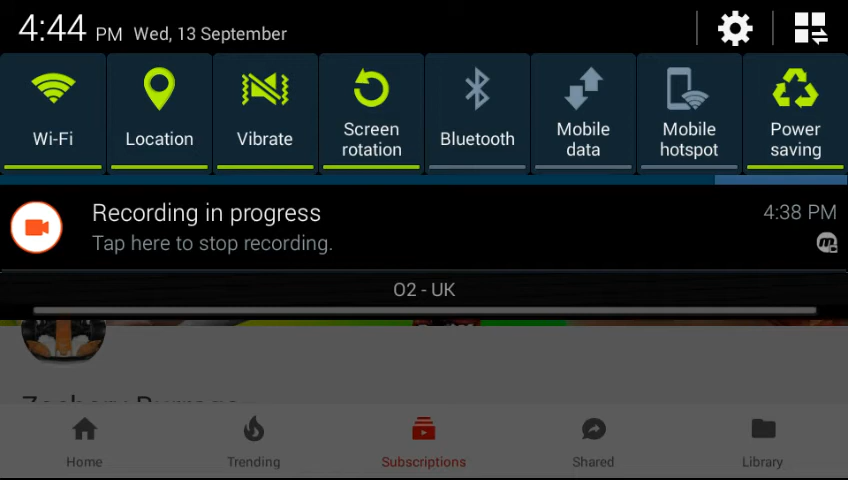 4:44 PM Wed, 13 September
Wi-Fi
Location
Vibrate
Screen
rotation
Bluetooth
Mobile
data
Mobile
hotspot
Power
saving
Recording in progress
4:38 PM
Tap here to stop recording.
O2 - UK
Home
Trending
Subscriptions
Shared
Library